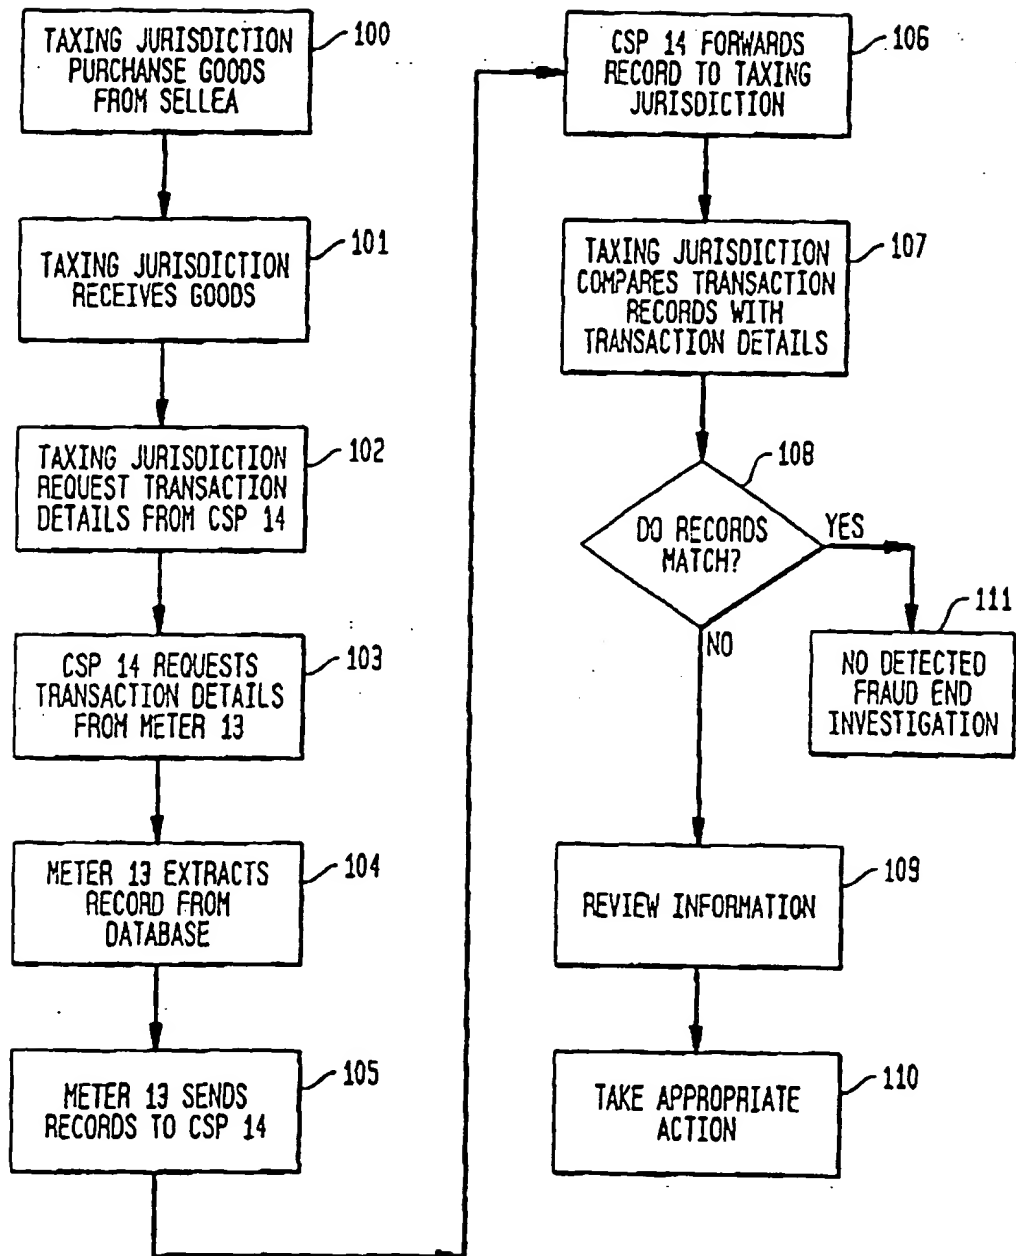 TAXING JURISDICTION
PURCHANSE GOODS
FROM SELLEA
100
TAXING JURISDICTION
RECEIVES GOODS
101
TAXING JURISDICTION
REQUEST TRANSACTION
DETAILS FROM CSP 14
102
CSP 14 REQUESTS
TRANSACTION DETAILS
FROM METER 13
103
METER 13 EXTRACTS
RECORD FROM
DATABASE
104
METER 13 SENDS
RECORDS TO CSP 14
105
CSP 14 FORWARDS
RECORD TO TAXING
JURISDICTION
106
TAXING JURISDICTION
COMPARES TRANSACTION
RECORDS WITH
TRANSACTION DETAILS
107
DO RECORDS
MATCH?
108
YES
NO
NO DETECTED
FRAUD END
INVESTIGATION
111
REVIEW INFORMATION
109
TAKE APPROPRIATE
ACTION
110